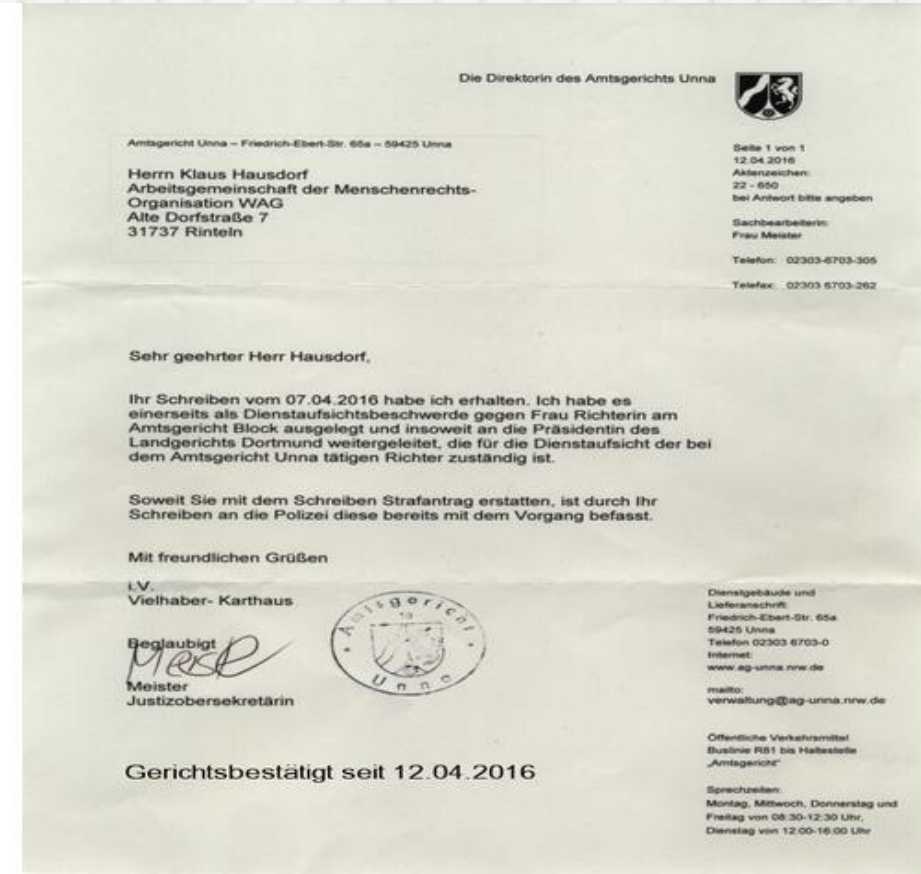 Die Direktorin des Amtsgerichts Unna
Amtsgericht Unna – Friedrich-Ebert-Str. 65a – 59425 Unna
Herrn Klaus Hausdorf
Arbeitsgemeinschaft der Menschenrechts-
Organisation WAG
Alte Dorfstraße 7
31737 Rinteln
Seite 1 von 1
12.04.2016
Aktenzeichen:
22 - 650
bei Antwort bitte angeben
Sachbearbeiterin:
Frau Meister
Telefon: 02303-6703-305
Telefax: 02303 6703-262
Sehr geehrter Herr Hausdorf,
Ihr Schreiben vom 07.04.2016 habe ich erhalten. Ich habe es
einerseits als Dienstaufsichtsbeschwerde gegen Frau Richterin am
Amtsgericht Block ausgelegt und insoweit an die Präsidentin des
Landgerichts Dortmund weitergeleitet, die für die Dienstaufsicht der bei
dem Amtsgericht Unna tätigen Richter zuständig ist.
Soweit Sie mit dem Schreiben Strafantrag erstatten, ist durch Ihr
Schreiben an die Polizei diese bereits mit dem Vorgang befasst.
Mit freundlichen Grüßen
i.V.
Vielhaber- Karthaus
Beglaubigt
Meister
Justizobersekretärin
Amtsgericht
Unna
Gerichtsbestätigt seit 12.04.2016
Dienstgebäude und
Lieferanschrift:
Friedrich-Ebert-Str. 65a
59425 Unna
Telefon 02303 6703-0
Internet:
www.ag-unna.nrw.de
mailto:
verwaltung@ag-unna.nrw.de
Öffentliche Verkehrsmittel
Buslinie R81 bis Haltestelle
„Amtsgericht"
Sprechzeiten:
Montag, Mittwoch, Donnerstag und
Freitag von 08:30-12:30 Uhr,
Dienstag von 12:00-16:00 Uhr